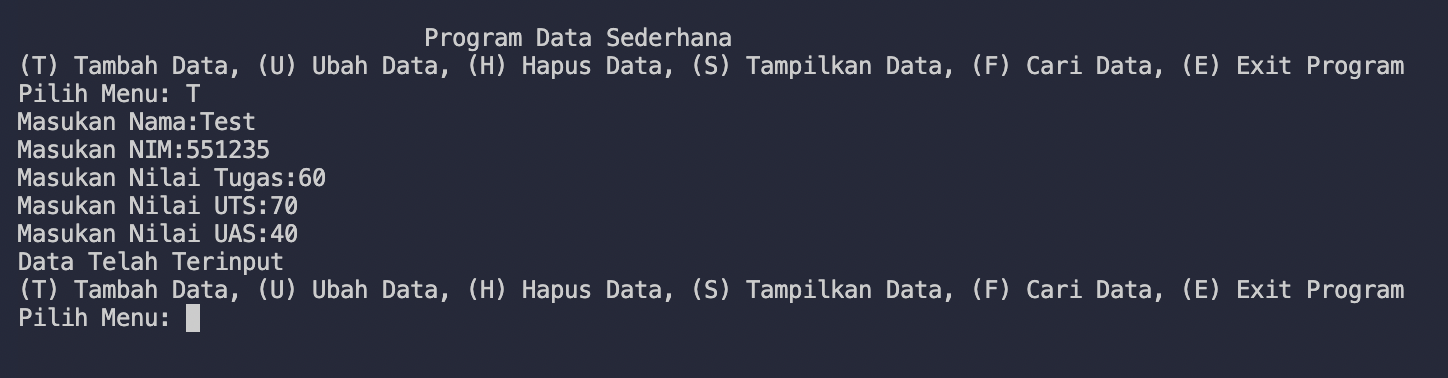 Program Data Sederhana
(T) Tambah Data, (U) Ubah Data, (H) Hapus Data, (S) Tampilkan Data, (F) Cari Data, (E) Exit Program
Pilih Menu: T
Masukan Nama:Test
Masukan NIM:551235
Masukan Nilai Tugas:60
Masukan Nilai UTS:70
Masukan Nilai UAS:40
Data Telah Terinput
(T) Tambah Data, (U) Ubah Data, (H) Hapus Data, (S) Tampilkan Data, (F) Cari Data, (E) Exit Program
Pilih Menu: